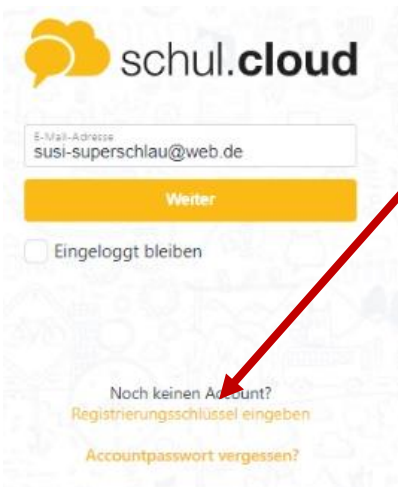 schul.cloud
E-Mail-Adresse
susi-superschlau@web.de
Weiter
Eingeloggt bleiben
Noch keinen Account?
Registrierungsschlüssel eingeben
Accountpasswort vergessen?